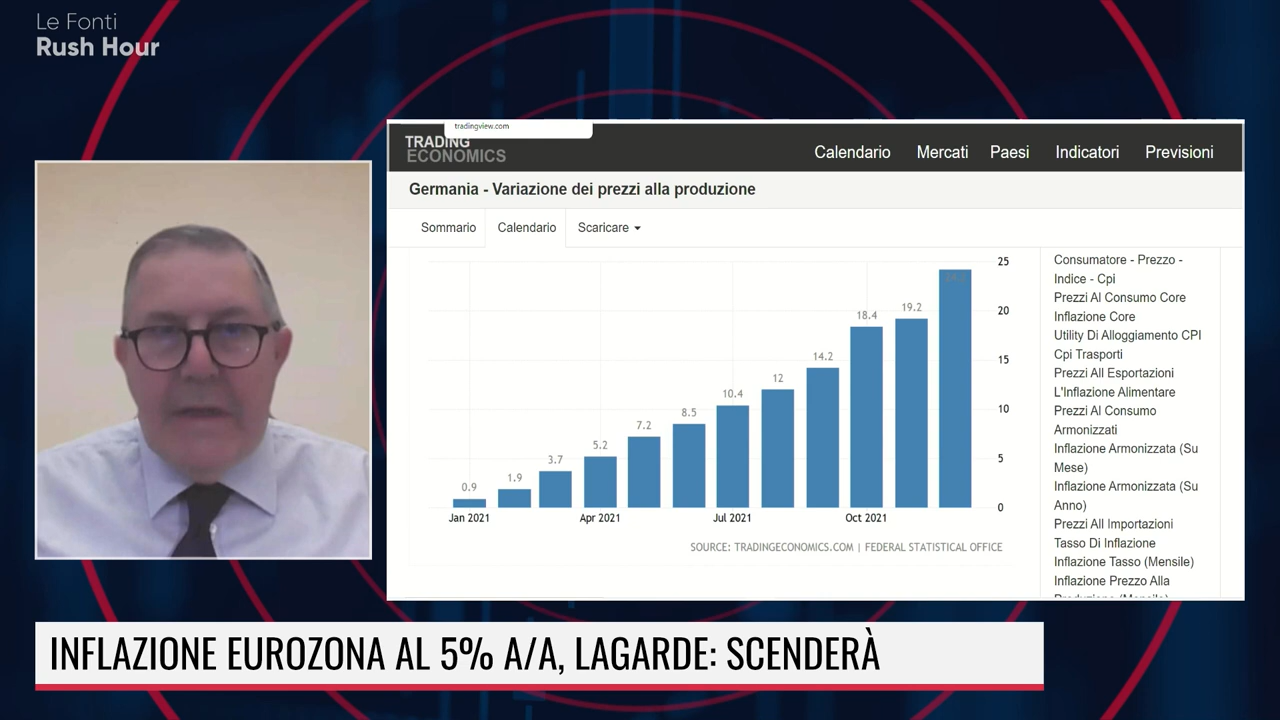 Le Fonti
Rush Hour
tradingview.com
TRADING
ECONOMICS
Calendario
Mercati
Paesi
Indicatori
Previsioni
Germania - Variazione dei prezzi alla produzione
Sommario
Calendario
Scaricare
25
20
15
10
5
0
0.9
1.9
3.7
5.2
7.2
8.5
10.4
12
14.2
18.4
19.2
Jan 2021
Apr 2021
Jul 2021
Oct 2021
SOURCE: TRADINGECONOMICS.COM | FEDERAL STATISTICAL OFFICE
Consumatore - Prezzo -
Indice - Cpi
Prezzi Al Consumo Core
Inflazione Core
Utility Di Alloggiamento CPI
Cpi Trasporti
Prezzi All Esportazioni
L'Inflazione Alimentare
Prezzi Al Consumo
Armonizzati
Inflazione Armonizzata (Su
Mese)
Inflazione Armonizzata (Su
Anno)
Prezzi All Importazioni
Tasso Di Inflazione
Inflazione Tasso (Mensile)
Inflazione Prezzo Alla
INFLAZIONE EUROZONA AL 5% A/A, LAGARDE: SCENDERÀ